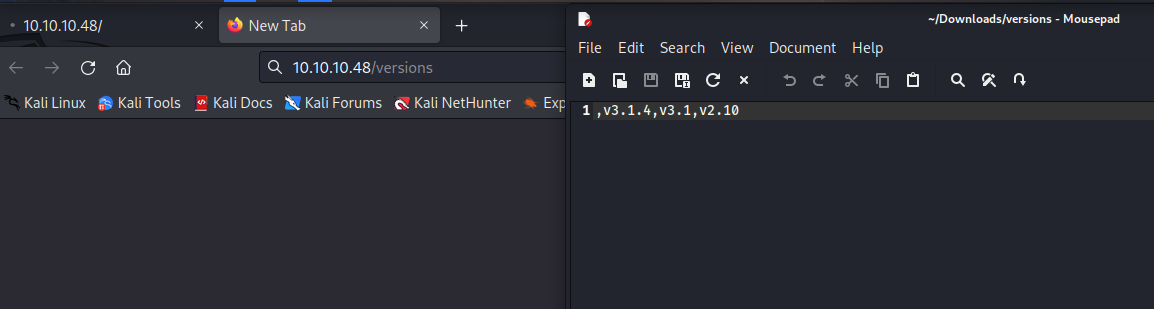 10.10.10.48/
New Tab
10.10.10.48/versions
Kali Linux
Kali Tools
Kali Docs
Kali Forums
Kali NetHunter
Exp
~/Downloads/versions - Mousepad
File Edit Search View Document Help
1 ,v3.1.4,v3.1,v2.10